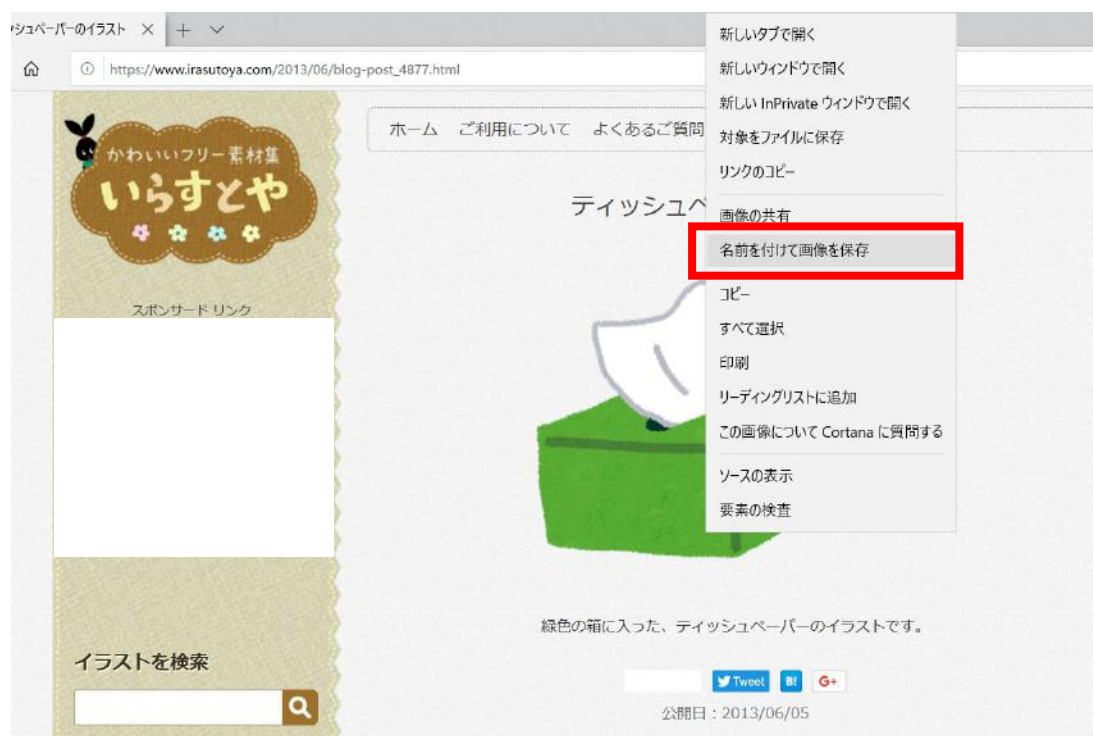 ッシュペーパーのイラスト
https://www.irasutoya.com/2013/06/blog-post_4877.html
かわいいフリー素材集
いらすとや
スポンサード リンク
イラストを検索
ホーム ご利用について よくあるご質問
ティッシュペ
新しいタブで開く
新しいウィンドウで開く
新しい InPrivate ウィンドウで開く
対象をファイルに保存
リンクのコピー
画像の共有
名前を付けて画像を保存
コピー
すべて選択
印刷
リーディングリストに追加
この画像について Cortana に質問する
ソースの表示
要素の検査
緑色の箱に入った、ティッシュペーパーのイラストです。
Tweet B! G+
公開日：2013/06/05